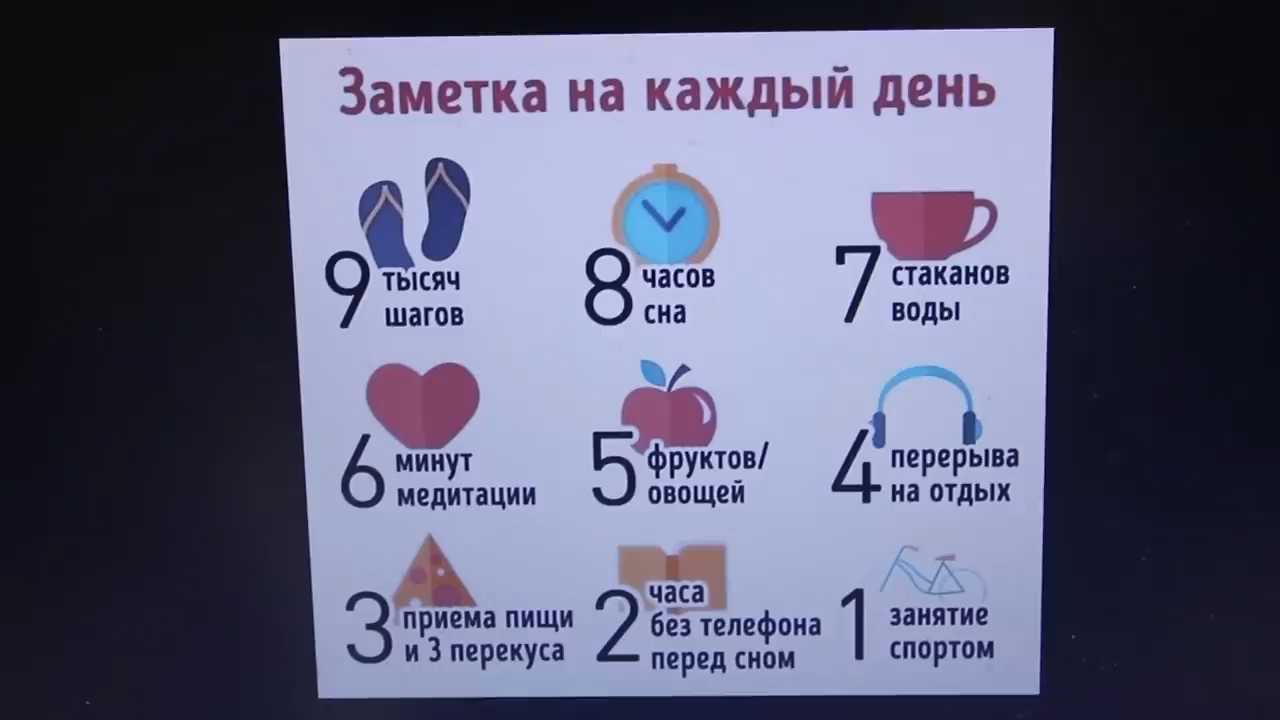 Заметка на каждый день
9 тысяч
шагов
8 часов
сна
7 стаканов
воды
6 минут
медитации
5 фруктов/
овощей
4 перерыва
на отдых
3 приема пищи
и 3 перекуса
2 часа
без телефона
перед сном
1 занятие
спортом